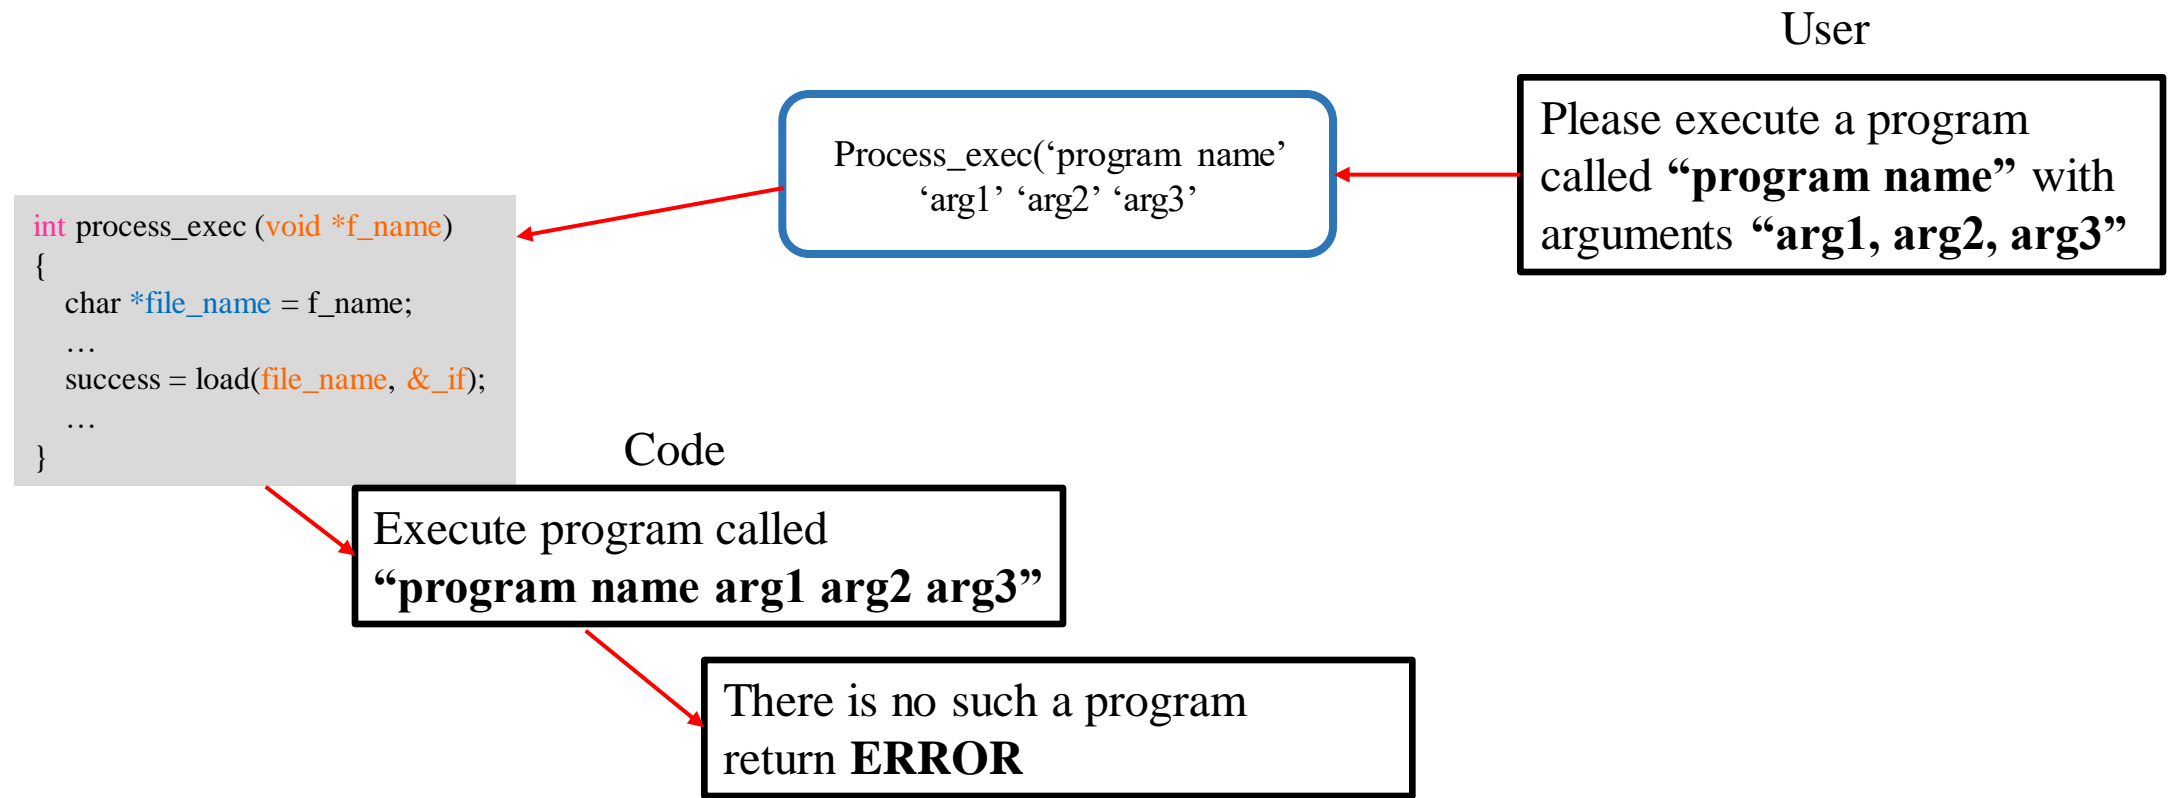 User
Please execute a program
called “program name” with
arguments “arg1, arg2, arg3”
Process_exec(‘program name’
‘arg1’ ‘arg2’ ‘arg3’
int process_exec (void *f_name)
{
char *file_name = f_name;
…
success = load(file_name, &_if);
…
}
Code
Execute program called
“program name arg1 arg2 arg3”
There is no such a program
return ERROR